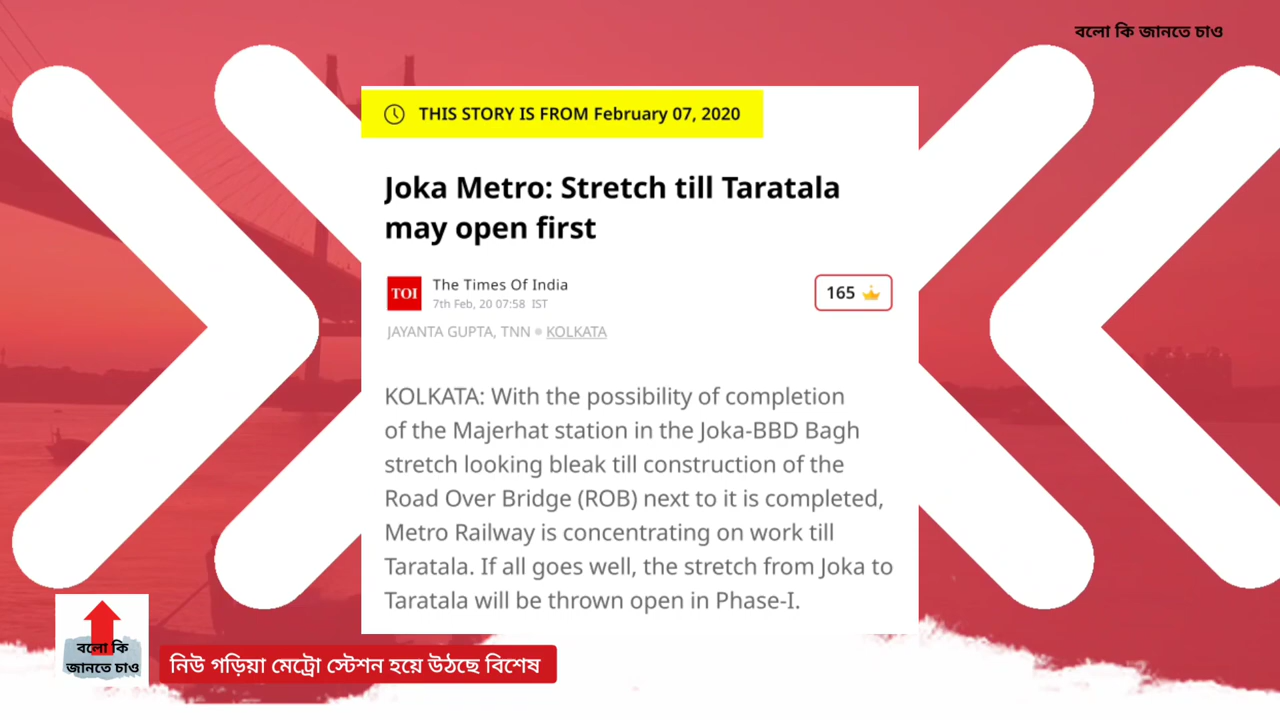 বলো কি জানতে চাও
THIS STORY IS FROM February 07, 2020
Joka Metro: Stretch till Taratala
may open first
TOI
The Times Of India
7th Feb, 20 07:58 IST
165
JAYANTA GUPTA, TNN • KOLKATA
KOLKATA: With the possibility of completion
of the Majerhat station in the Joka-BBD Bagh
stretch looking bleak till construction of the
Road Over Bridge (ROB) next to it is completed,
Metro Railway is concentrating on work till
Taratala. If all goes well, the stretch from Joka to
Taratala will be thrown open in Phase-I.
বলো কি
জানতে চাও
নিউ গড়িয়া মেট্রো স্টেশন হয়ে উঠছে বিশেষ